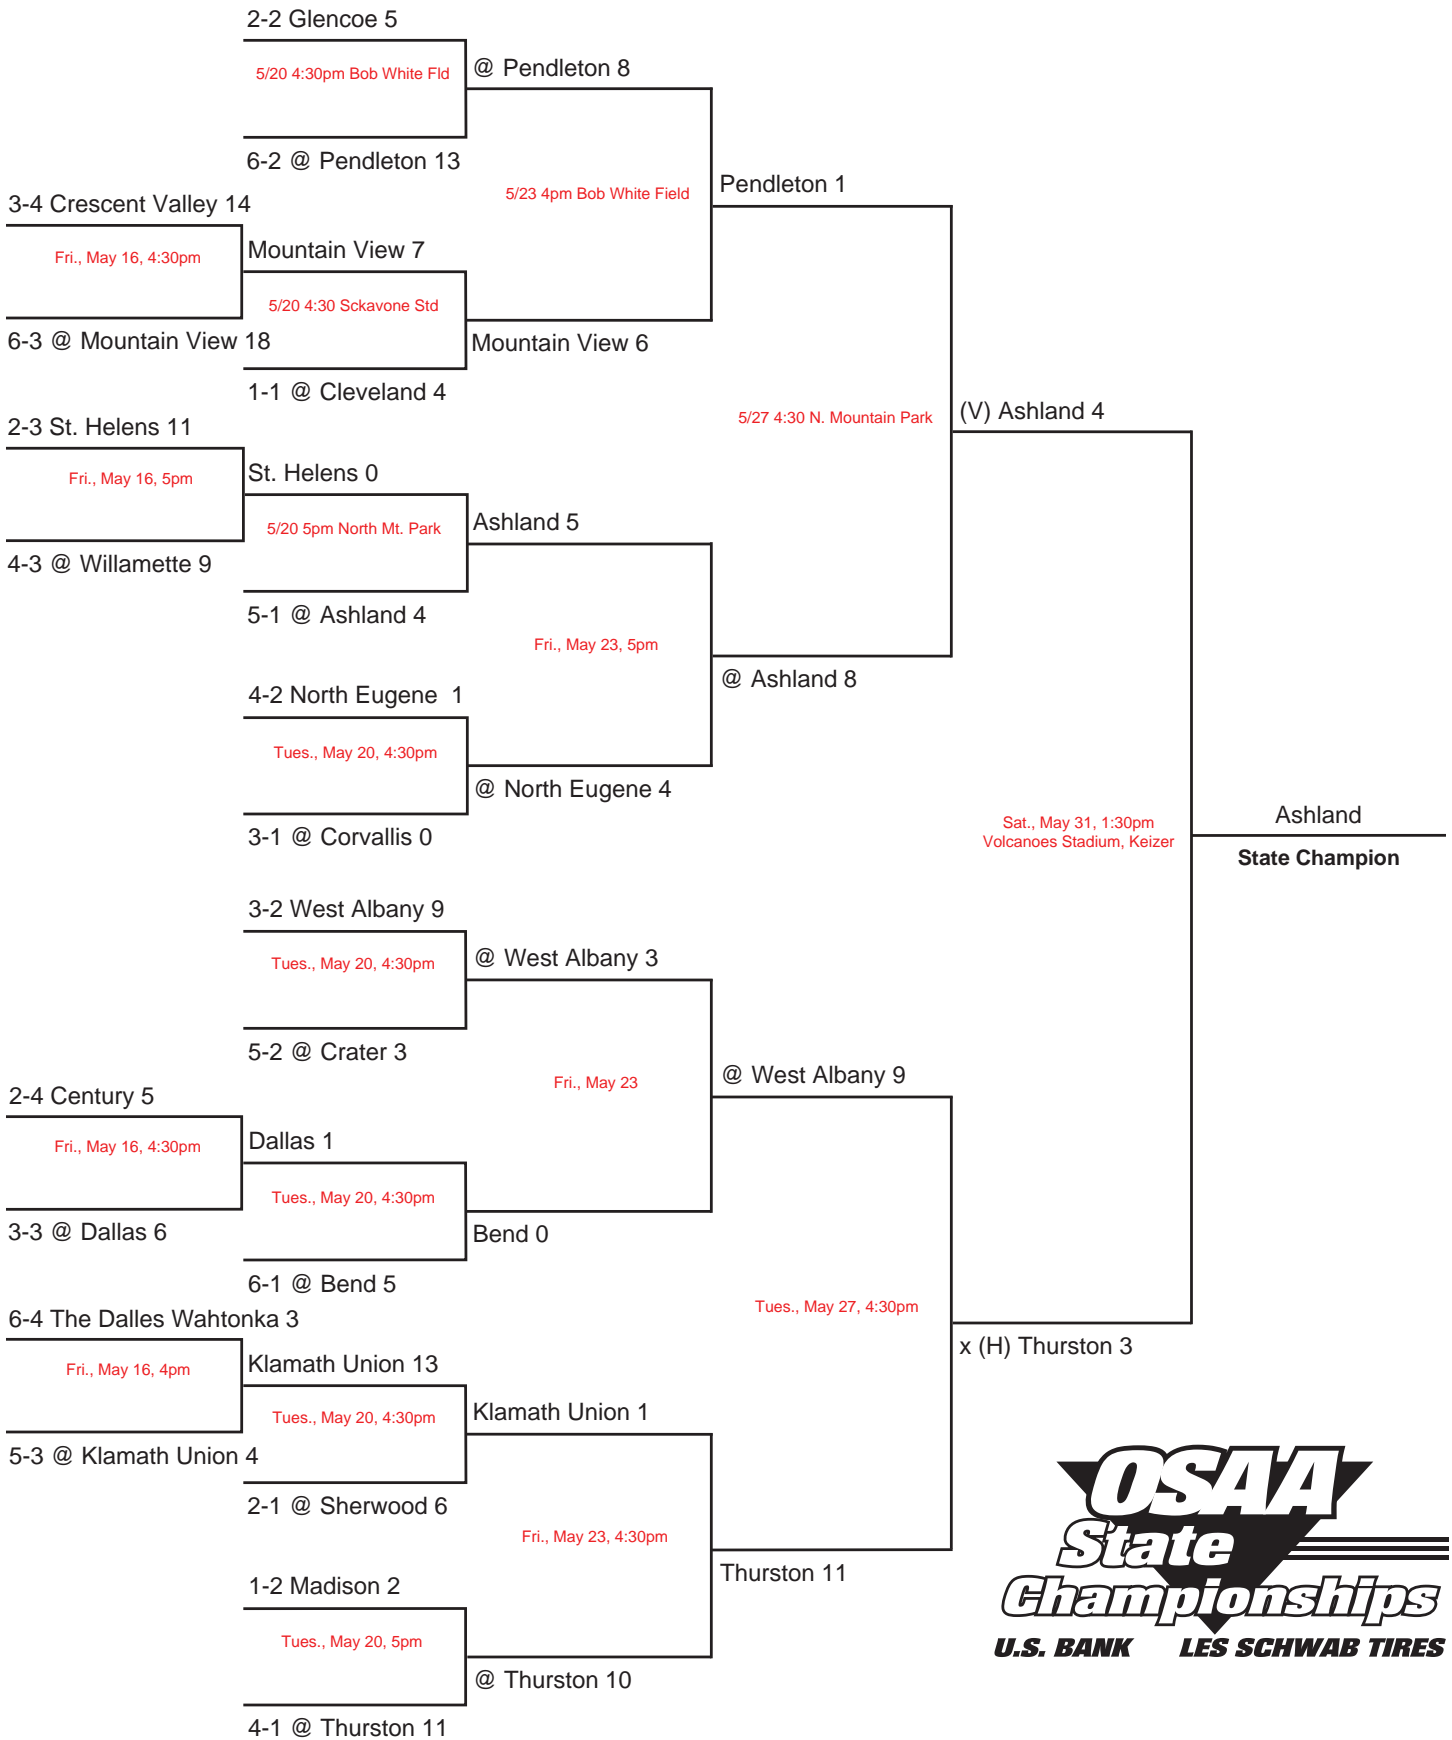 2-2 Glencoe 5
5/20 4:30pm Bob White Fld
@ Pendleton 8
6-2 @ Pendleton 13
5/23 4pm Bob White Field
Pendleton 1
3-4 Crescent Valley 14
Fri., May 16, 4:30pm
Mountain View 7
5/20 4:30 Sckavone Std
6-3 @ Mountain View 18
Mountain View 6
1-1 @ Cleveland 4
5/27 4:30 N. Mountain Park
(V) Ashland 4
2-3 St. Helens 11
Fri., May 16, 5pm
St. Helens 0
5/20 5pm North Mt. Park
Ashland 5
4-3 @ Willamette 9
5-1 @ Ashland 4
Fri., May 23, 5pm
@ Ashland 8
4-2 North Eugene  1
Tues., May 20, 4:30pm
@ North Eugene 4
3-1 @ Corvallis 0
Sat., May 31, 1:30pm
Volcanoes Stadium, Keizer
Ashland
State Champion
3-2 West Albany 9
Tues., May 20, 4:30pm
@ West Albany 3
5-2 @ Crater 3
Fri., May 23
@ West Albany 9
2-4 Century 5
Fri., May 16, 4:30pm
Dallas 1
Tues., May 20, 4:30pm
3-3 @ Dallas 6
Bend 0
6-1 @ Bend 5
Tues., May 27, 4:30pm
x (H) Thurston 3
6-4 The Dalles Wahtonka 3
Fri., May 16, 4pm
Klamath Union 13
Tues., May 20, 4:30pm
Klamath Union 1
5-3 @ Klamath Union 4
2-1 @ Sherwood 6
Fri., May 23, 4:30pm
Thurston 11
1-2 Madison 2
Tues., May 20, 5pm
@ Thurston 10
4-1 @ Thurston 11
OSAA
State
Championships
U.S. BANK LES SCHWAB TIRES